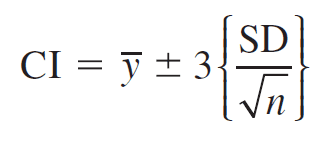 CI = y̅ ± 3{SD/√n}